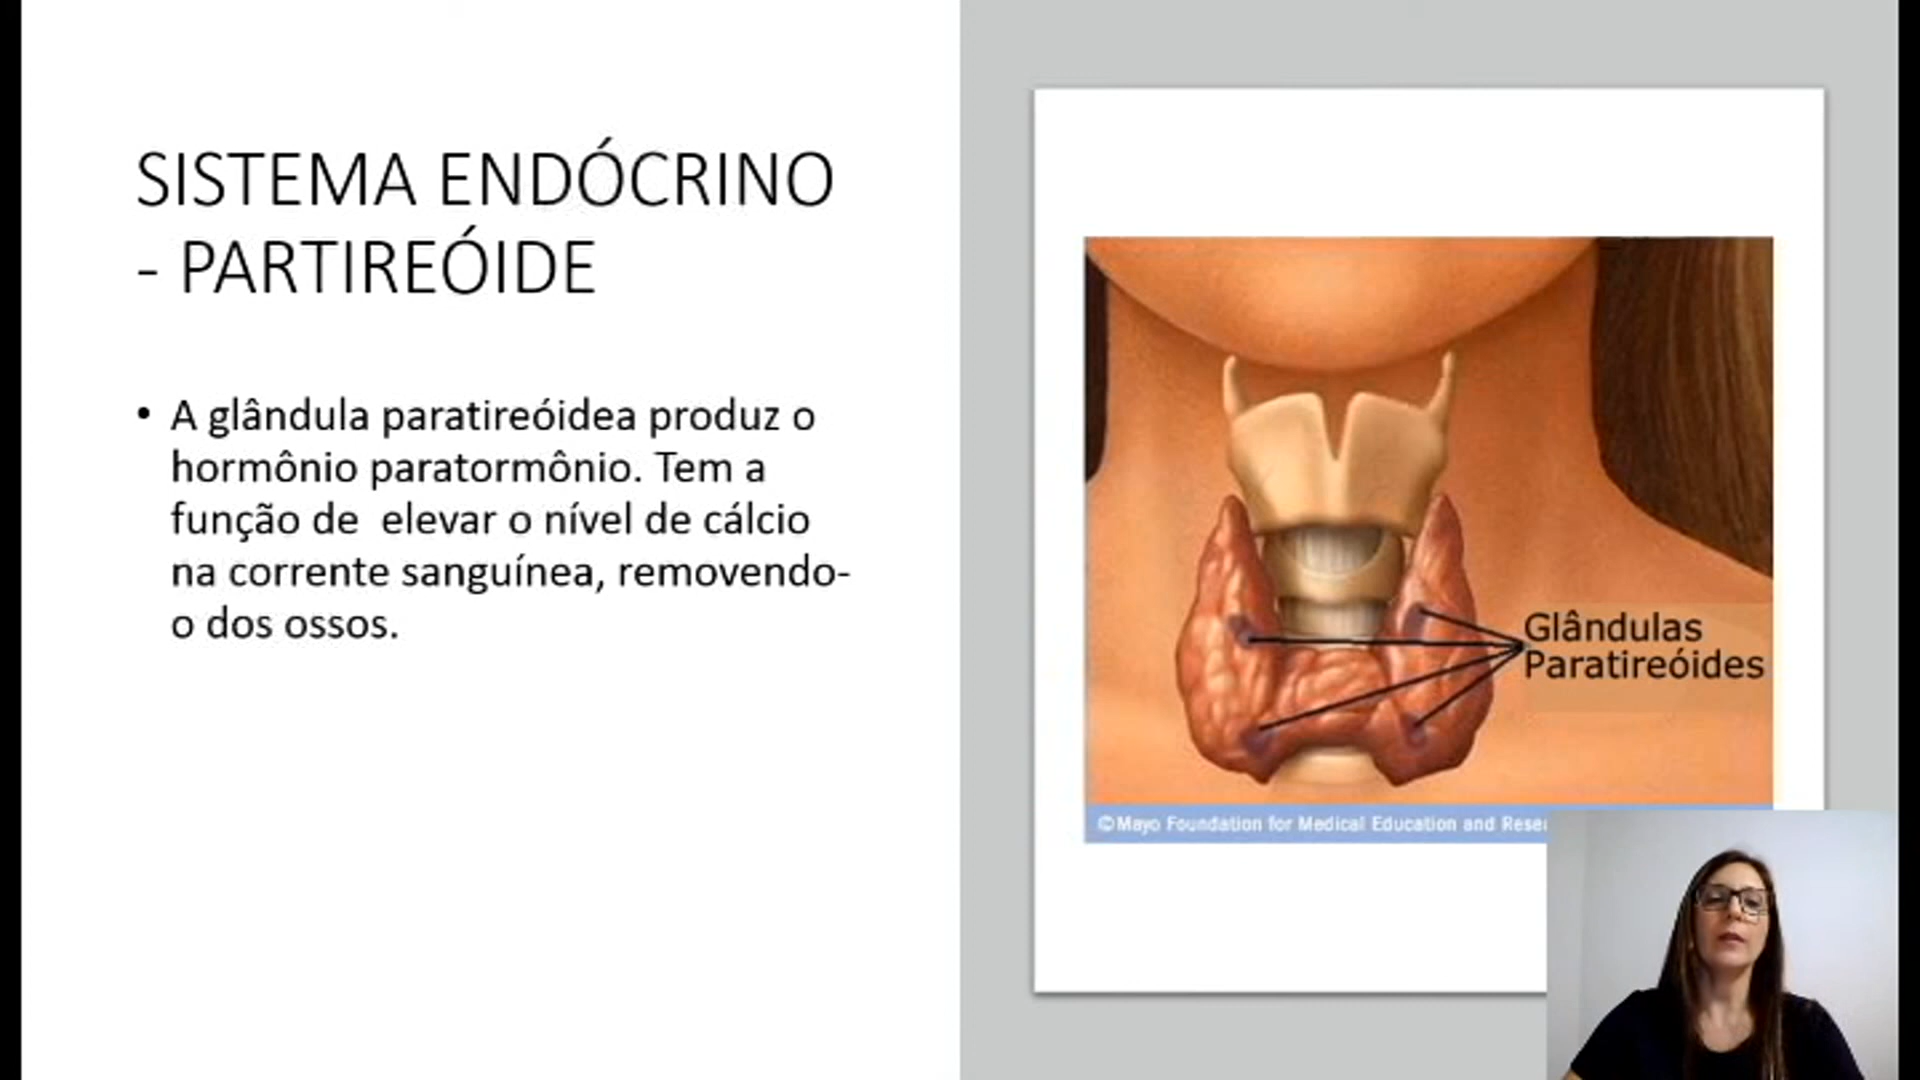 SISTEMA ENDÓCRINO
- PARTIREÓIDE
• A glândula paratireóidea produz o
hormônio paratormônio. Tem a
função de  elevar o nível de cálcio
na corrente sanguínea, removendo-
o dos ossos.
Glândulas
Paratireóides
©Mayo Foundation for Medical Education and